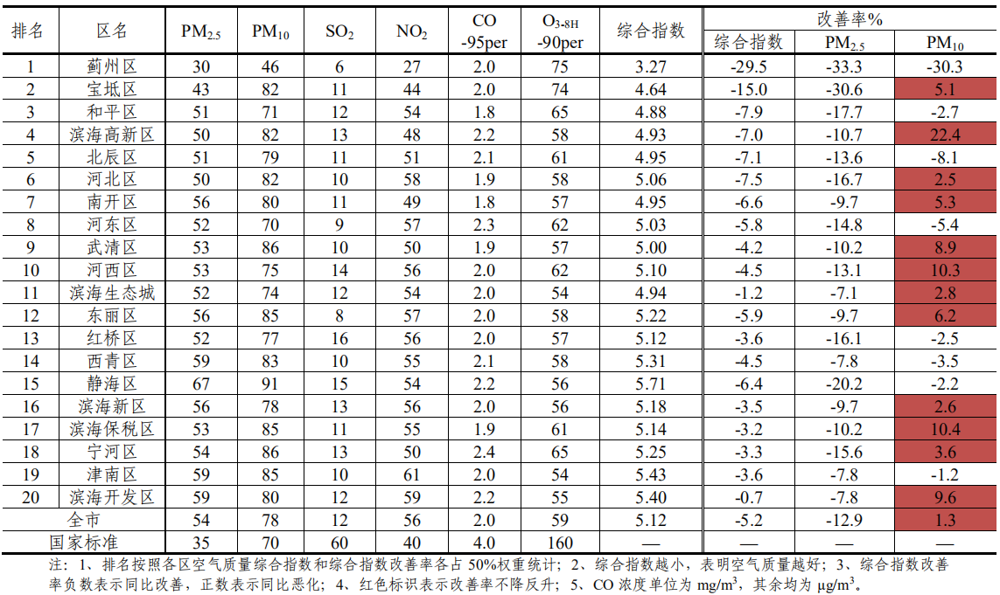 排名 区名 PM2.5 PM10 SO2 NO2 CO -95per O3-8H -90per 综合指数 改善率%
综合指数 PM2.5 PM10
1 蓟州区 30 46 6 27 2.0 75 3.27 -29.5 -33.3 -30.3
2 宝坻区 43 82 11 44 2.0 74 4.64 -15.0 -30.6 5.1
3 和平区 51 71 12 54 1.8 65 4.88 -7.9 -17.7 -2.7
4 滨海高新区 50 82 13 48 2.2 58 4.93 -7.0 -10.7 22.4
5 北辰区 51 79 11 51 2.1 61 4.95 -7.1 -13.6 -8.1
6 河北区 50 82 10 58 1.9 58 5.06 -7.5 -16.7 2.5
7 南开区 56 80 11 49 1.8 57 4.95 -6.6 -9.7 5.3
8 河东区 52 70 9 57 2.3 62 5.03 -5.8 -14.8 -5.4
9 武清区 53 86 10 50 1.9 57 5.00 -4.2 -10.2 8.9
10 河西区 53 75 14 56 2.0 62 5.10 -4.5 -13.1 10.3
11 滨海生态城 52 74 12 54 2.0 54 4.94 -1.2 -7.1 2.8
12 东丽区 56 85 8 57 2.0 58 5.22 -5.9 -9.7 6.2
13 红桥区 52 77 16 56 2.0 57 5.12 -3.6 -16.1 -2.5
14 西青区 59 83 10 55 2.1 58 5.31 -4.5 -7.8 -3.5
15 静海区 67 91 15 54 2.2 56 5.71 -6.4 -20.2 -2.2
16 滨海新区 56 78 13 56 2.0 56 5.18 -3.5 -9.7 2.6
17 滨海保税区 53 85 11 55 1.9 61 5.14 -3.2 -10.2 10.4
18 宁河区 54 86 13 50 2.4 65 5.25 -3.3 -15.6 3.6
19 津南区 59 85 10 61 2.0 54 5.43 -3.6 -7.8 -1.2
20 滨海开发区 59 80 12 59 2.2 55 5.40 -0.7 -7.8 9.6
全市 54 78 12 56 2.0 59 5.12 -5.2 -12.9 1.3
国家标准 35 70 60 40 4.0 160 — — — —
注：1、排名按照各区空气质量综合指数和综合指数改善率各占 50%权重统计；2、综合指数越小，表明空气质量越好；3、综合指数改善
率负数表示同比改善，正数表示同比恶化；4、红色标识表示改善率不降反升；5、CO 浓度单位为 mg/m³，其余均为 μg/m³。